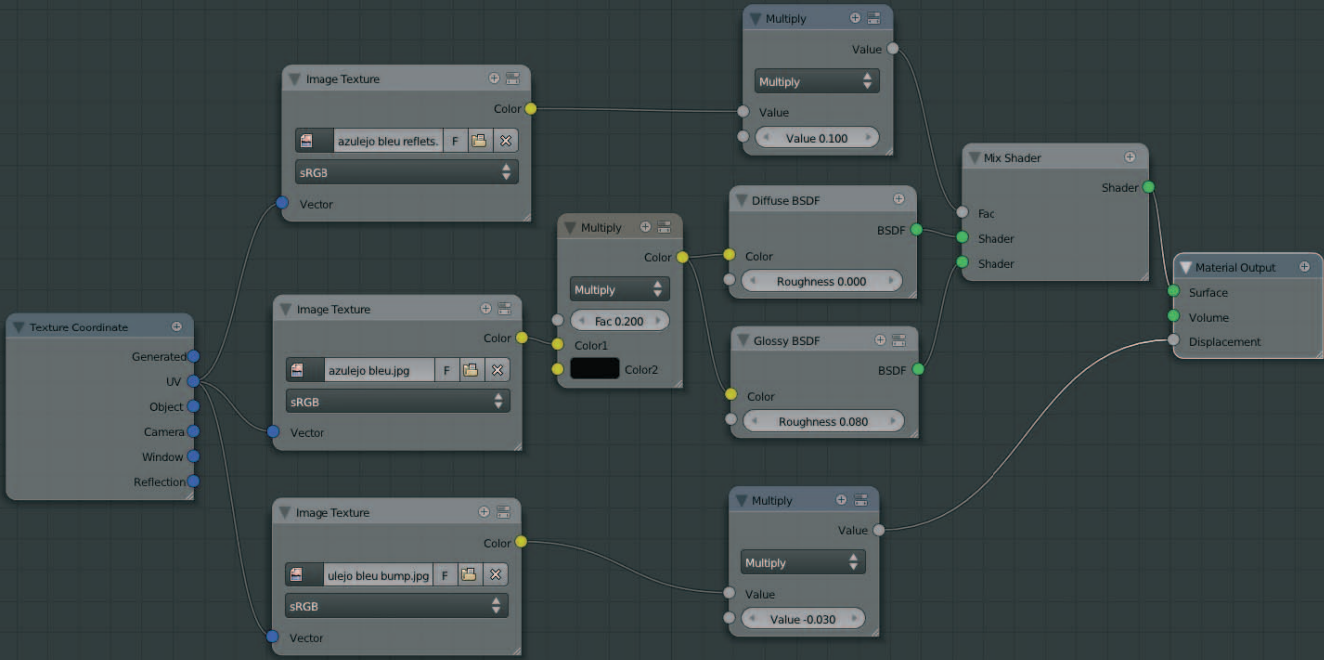 Texture Coordinate
Generated
UV
Object
Camera
Window
Reflection
Image Texture
Color
azulejo bleu reflets. F
sRGB
Vector
Image Texture
Color
azulejo bleu.jpg F
sRGB
Vector
Image Texture
Color
ulejo bleu bump.jpg F
sRGB
Vector
Multiply
Color
Multiply
Fac 0.200
Color1
Color2
Multiply
Value
Multiply
Value
Value 0.100
Diffuse BSDF
BSDF
Color
Roughness 0.000
Glossy BSDF
BSDF
Color
Roughness 0.080
Multiply
Value
Multiply
Value
Value -0.030
Mix Shader
Shader
Fac
Shader
Shader
Material Output
Surface
Volume
Displacement